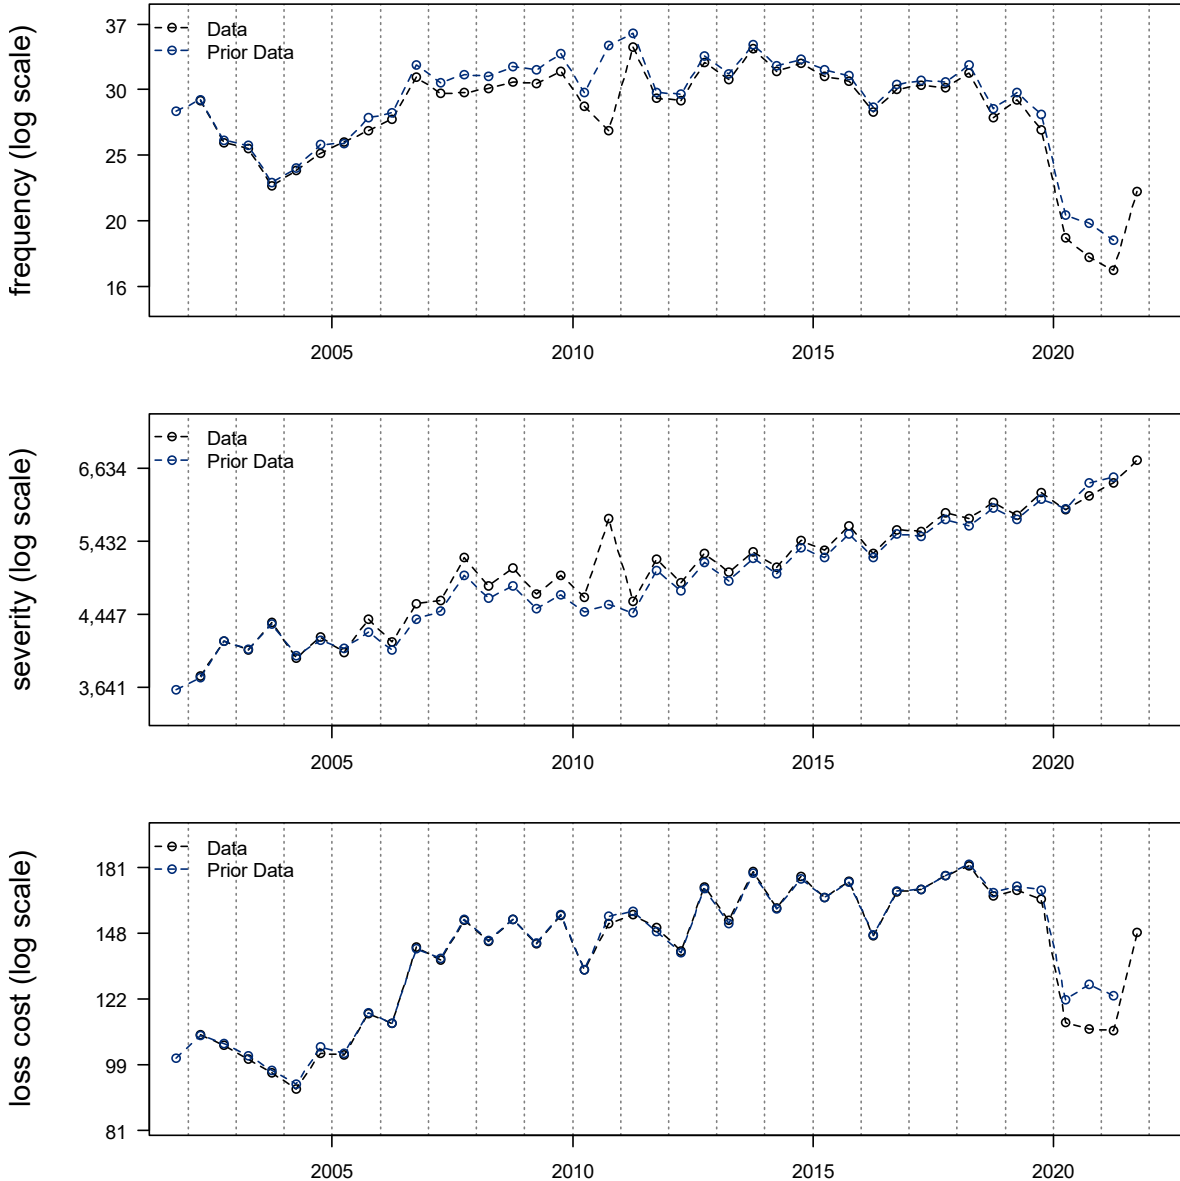 frequency (log scale)
37
30
25
20
16
Data
Prior Data
2005 2010 2015 2020
severity (log scale)
6,634
5,432
4,447
3,641
Data
Prior Data
2005 2010 2015 2020
loss cost (log scale)
181
148
122
99
81
Data
Prior Data
2005 2010 2015 2020